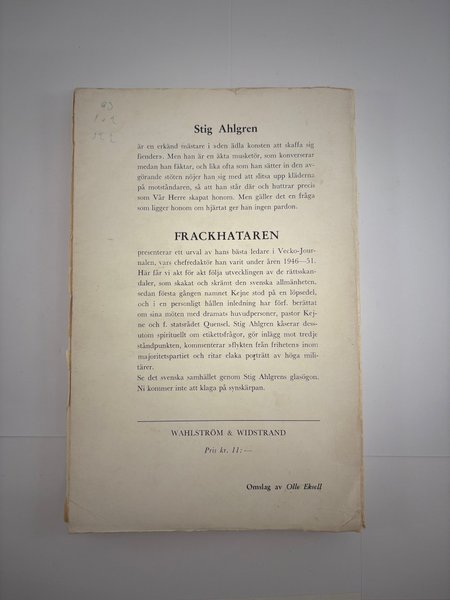 Stig Ahlgren
är en erkänd mästare i »den ädla konsten att skaffa sig
fiender». Men han är en äkta musketör, som konverserar
medan han fäktar, och lika ofta som han sätter in den av-
görande stöten nöjer han sig med att slitsa upp kläderna
på motståndaren, så att han står där och huttrar precis
som Vår Herre skapat honom. Men gäller det en fråga
som ligger honom om hjärtat ger han ingen pardon.
FRACKHATAREN
presenterar ett urval av hans bästa ledare i Vecko-Jour-
nalen, vars chefredaktör han varit under åren 1946—51.
Här får vi akt för akt följa utvecklingen av de rättsskan-
daler, som skakat och skrämt den svenska allmänheten,
sedan första gången namnet Kejne stod på en löpsedel,
och i en personligt hållen inledning har förf. berättat
om sina möten med dramats huvudpersoner, pastor Kej-
ne och f. statsrådet Quensel. Stig Ahlgren kåserar dess-
utom spirituellt om etikettsfrågor, gör inlägg mot tredje
ståndpunkten, kommenterar »flykten från friheten» inom
majoritetspartiet och ritar elaka porträtt av höga mili-
tärer.
Se det svenska samhället genom Stig Ahlgrens glasögon.
Ni kommer inte att klaga på synskärpan.
WAHLSTRÖM & WIDSTRAND
Pris kr. 11:—
Omslag av Olle Eksell